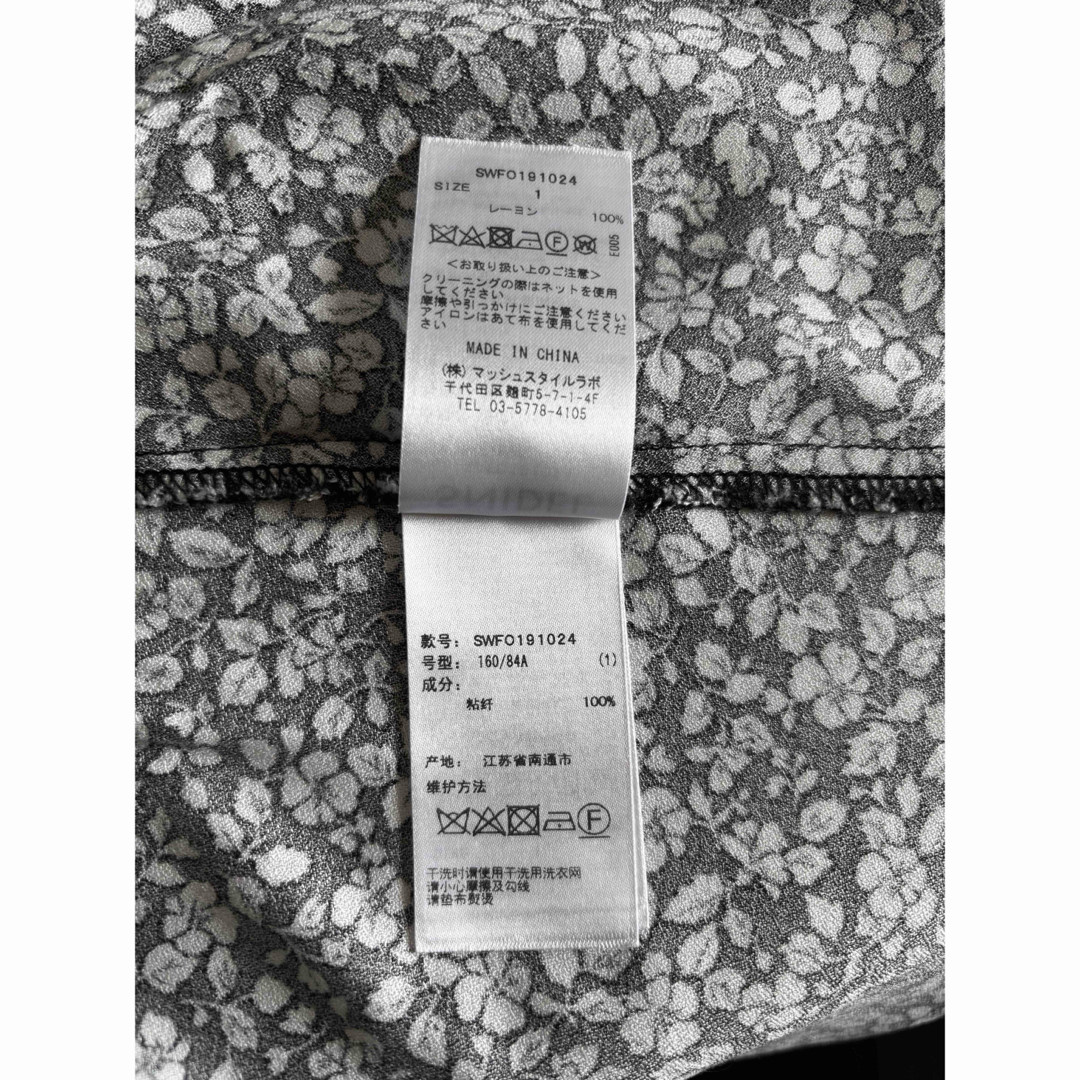 SWFO191024
SIZE 1
レーヨン 100%
E005
<お取り扱い上のご注意>
クリーニングの際はネットを使用
してください
摩擦や引っかけにご注意ください
アイロンはあて布を使用してくだ
さい
MADE IN CHINA
(株)マッシュスタイルラボ
千代田区麹町5-7-1-4F
TEL 03-5778-4105
款号: SWFO191024
号型: 160/84A (1)
成分:
粘纤 100%
产地: 江苏省南通市
维护方法
F
干洗时请使用干洗用洗衣网
请小心摩擦及勾线
请垫布熨烫